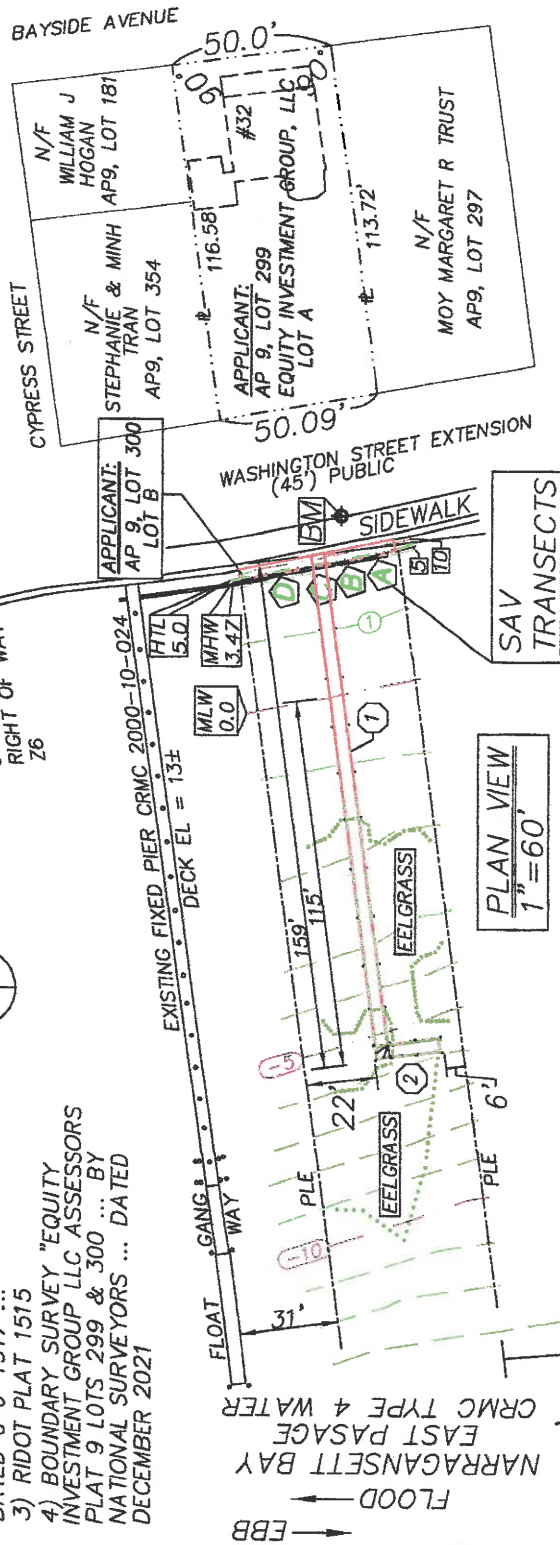 BAYSIDE AVENUE
CYPRESS STREET
N/F
WILLIAM J
HOGAN
AP9, LOT 181
N/F
STEPHANIE & MINH
TRAN
AP9, LOT 354
50.0'
90
90
#32
116.58'
APPLICANT:
AP 9, LOT 299
EQUITY INVESTMENT GROUP, LLC
LOT A
113.72'
50.09'
N/F
MOY MARGARET R TRUST
AP9, LOT 297
WASHINGTON STREET EXTENSION
(45') PUBLIC
BM
SIDEWALK
APPLICANT:
AP 9, LOT 300
LOT B
RIGHT OF WAY
Z6
HTL
5.0
MHW
3.47
MLW
0.0
D
C
B
A
5
10
SAV
TRANSECTS
1
1
EXISTING FIXED PIER CRMC 2000-10-024
DECK EL = 13±
159'
115'
EELGRASS
PLAN VIEW
1"=60'
-5
22'
2
6'
EELGRASS
PLE
PLE
-10
GANG
WAY
FLOAT
31'
3) RIDOT PLAT 1515
4) BOUNDARY SURVEY "EQUITY
INVESTMENT GROUP LLC ASSESSORS
PLAT 9 LOTS 299 & 300 ... BY
NATIONAL SURVEYORS ... DATED
DECEMBER 2021
NARRAGANSETT BAY
EAST PASAGE
CRMC TYPE 4 WATER
FLOOD
EBB